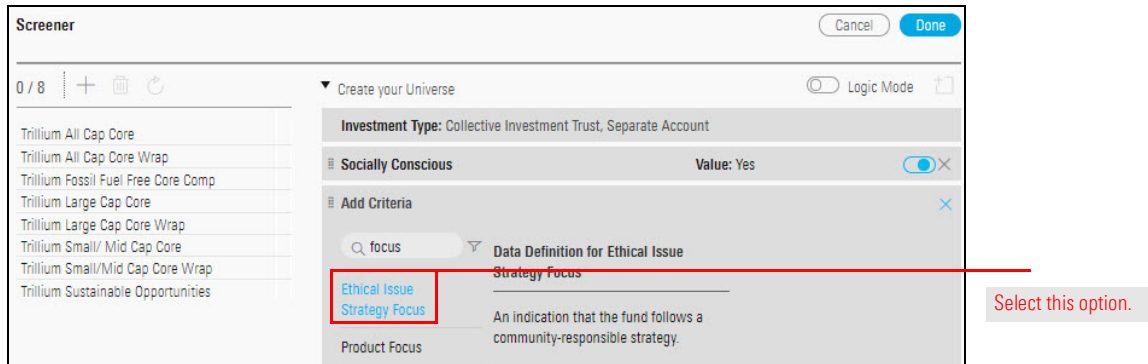 Screener
Cancel
Done
0 / 8
Create your Universe
Logic Mode
Trillium All Cap Core
Trillium All Cap Core Wrap
Trillium Fossil Fuel Free Core Comp
Trillium Large Cap Core
Trillium Large Cap Core Wrap
Trillium Small/ Mid Cap Core
Trillium Small/Mid Cap Core Wrap
Trillium Sustainable Opportunities
Investment Type: Collective Investment Trust, Separate Account
Socially Conscious Value: Yes
Add Criteria
focus
Ethical Issue
Strategy Focus
Product Focus
Data Definition for Ethical Issue
Strategy Focus
An indication that the fund follows a
community-responsible strategy.
Select this option.